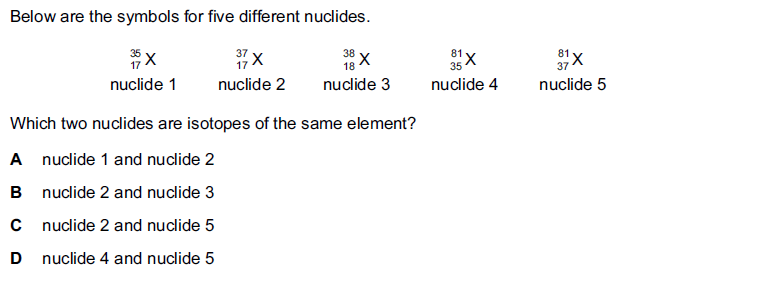 Below are the symbols for five different nuclides.
35 17 X 37 17 X 38 18 X 81 35 X 81 37 X
nuclide 1 nuclide 2 nuclide 3 nuclide 4 nuclide 5
Which two nuclides are isotopes of the same element?
A nuclide 1 and nuclide 2
B nuclide 2 and nuclide 3
C nuclide 2 and nuclide 5
D nuclide 4 and nuclide 5